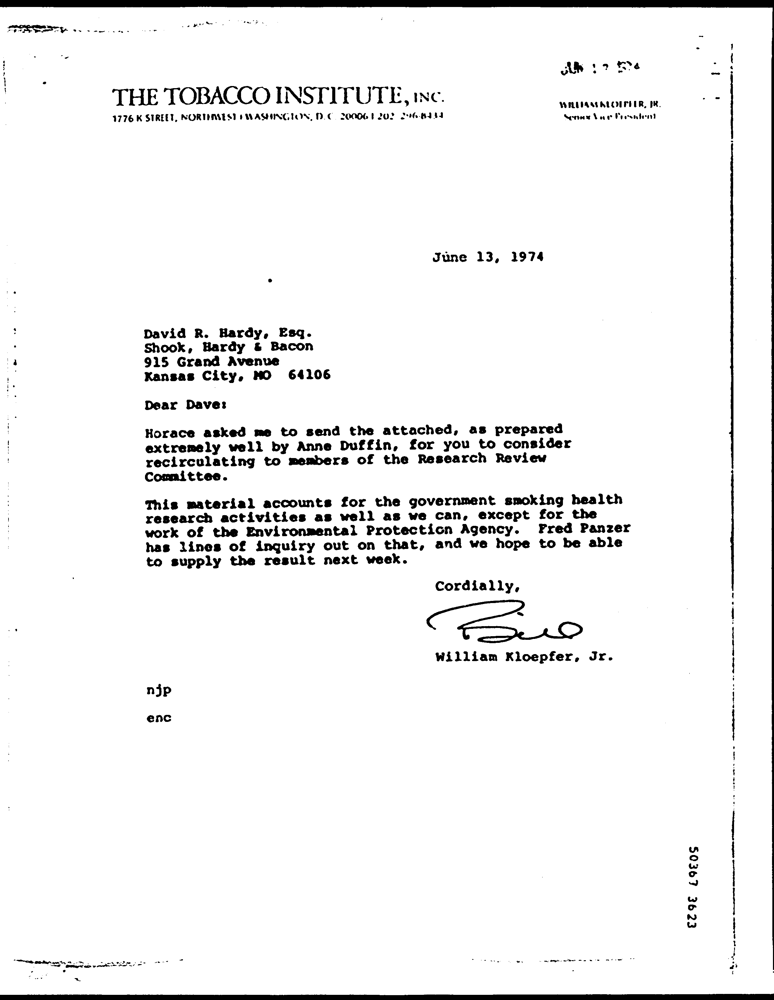 JUN 17 1974
THE TOBACCO INSTITUTE, INC.
1776 K STREET, NORTHWEST WASHINGTON, D.C. 20006 202 296-8434
WILLIAM KLOEPFER, JR.
Senior Vice President
June 13, 1974
David R. Hardy, Esq.
Shook, Hardy & Bacon
915 Grand Avenue
Kansas City, MO 64106
Dear Dave:
Horace asked me to send the attached, as prepared
extremely well by Anne Duffin, for you to consider
recirculating to members of the Research Review
Committee.
This material accounts for the government smoking health
research activities as well as we can, except for the
work of the Environmental Protection Agency. Fred Panzer
has lines of inquiry out on that, and we hope to be able
to supply the result next week.
Cordially,
Bill
William Kloepfer, Jr.
njp
enc
50367 3623